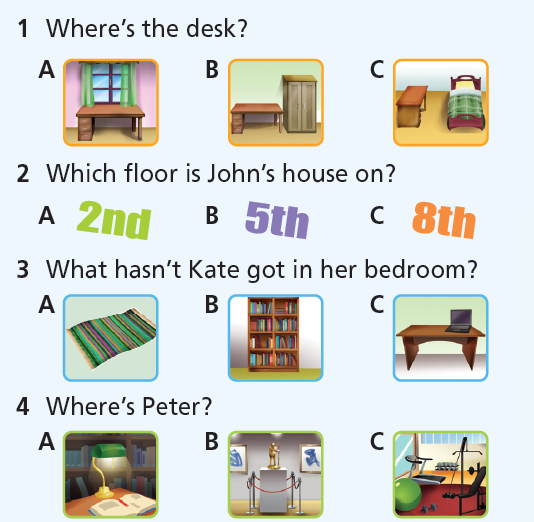 1 Where's the desk?
A B C
2 Which floor is John's house on?
A 2nd B 5th C 8th
3 What hasn't Kate got in her bedroom?
A B C
4 Where's Peter?
A B C